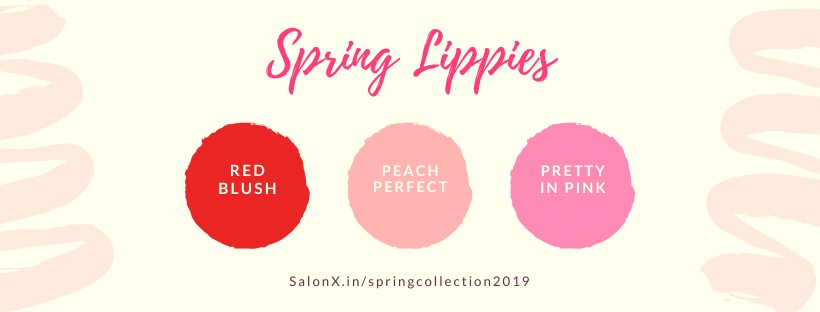 Spring Lippies
RED
BLUSH
PEACH
PERFECT
PRETTY
IN PINK
SalonX.in/springcollection2019